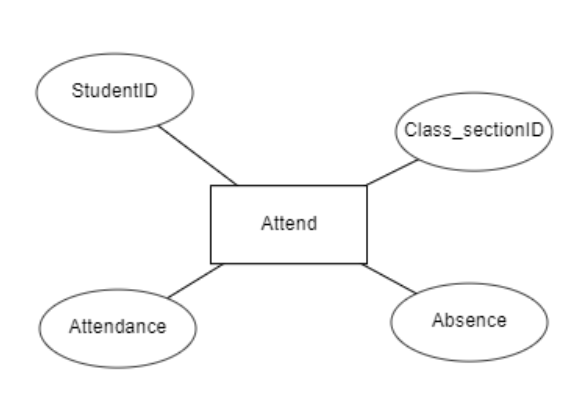 StudentID
Class_sectionID
Attend
Attendance
Absence